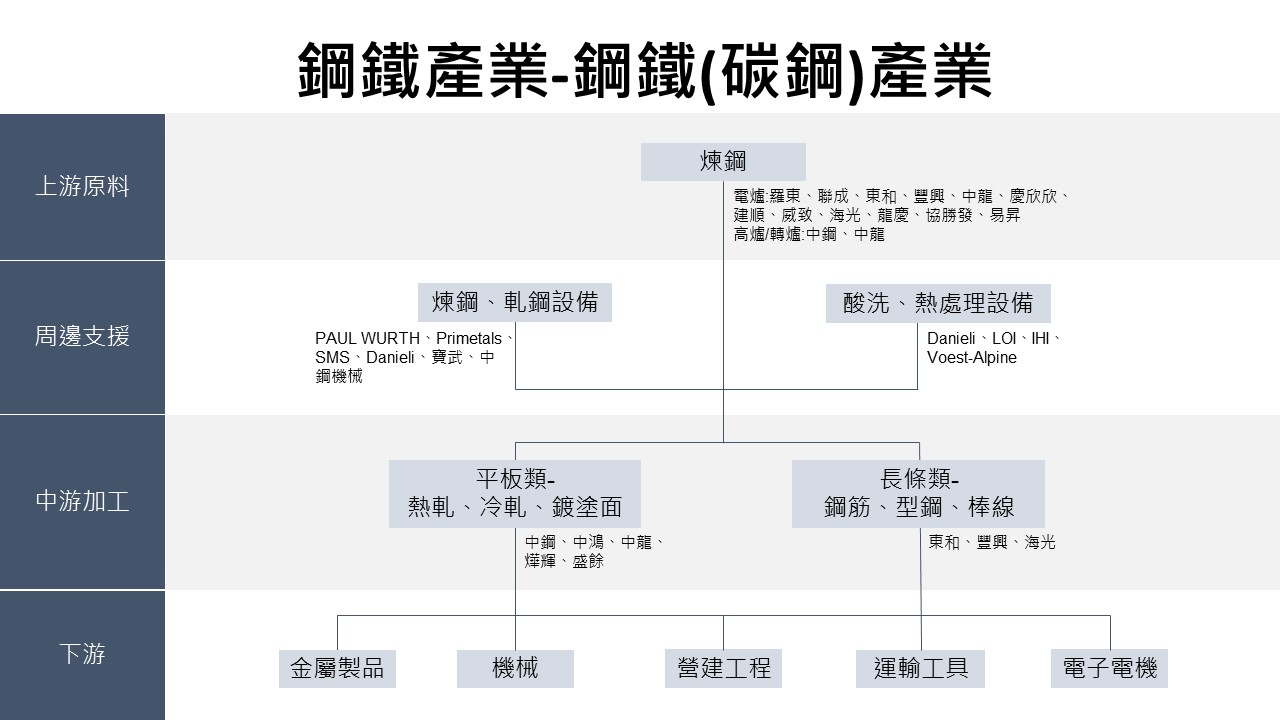 鋼鐵產業-鋼鐵(碳鋼)產業
上游原料
煉鋼
電爐:羅東、聯成、東和、豐興、中龍、慶欣欣、
建順、威致、海光、龍慶、協勝發、易昇
高爐/轉爐:中鋼、中龍
周邊支援
煉鋼、軋鋼設備
PAUL WURTH、Primetals、
SMS、Danieli、寶武、中
鋼機械
酸洗、熱處理設備
Danieli、LOI、IHI、
Voest-Alpine
中游加工
平板類-
熱軋、冷軋、鍍塗面
中鋼、中鴻、中龍、
燁輝、盛餘
長條類-
鋼筋、型鋼、棒線
東和、豐興、海光
下游
金屬製品
機械
營建工程
運輸工具
電子電機